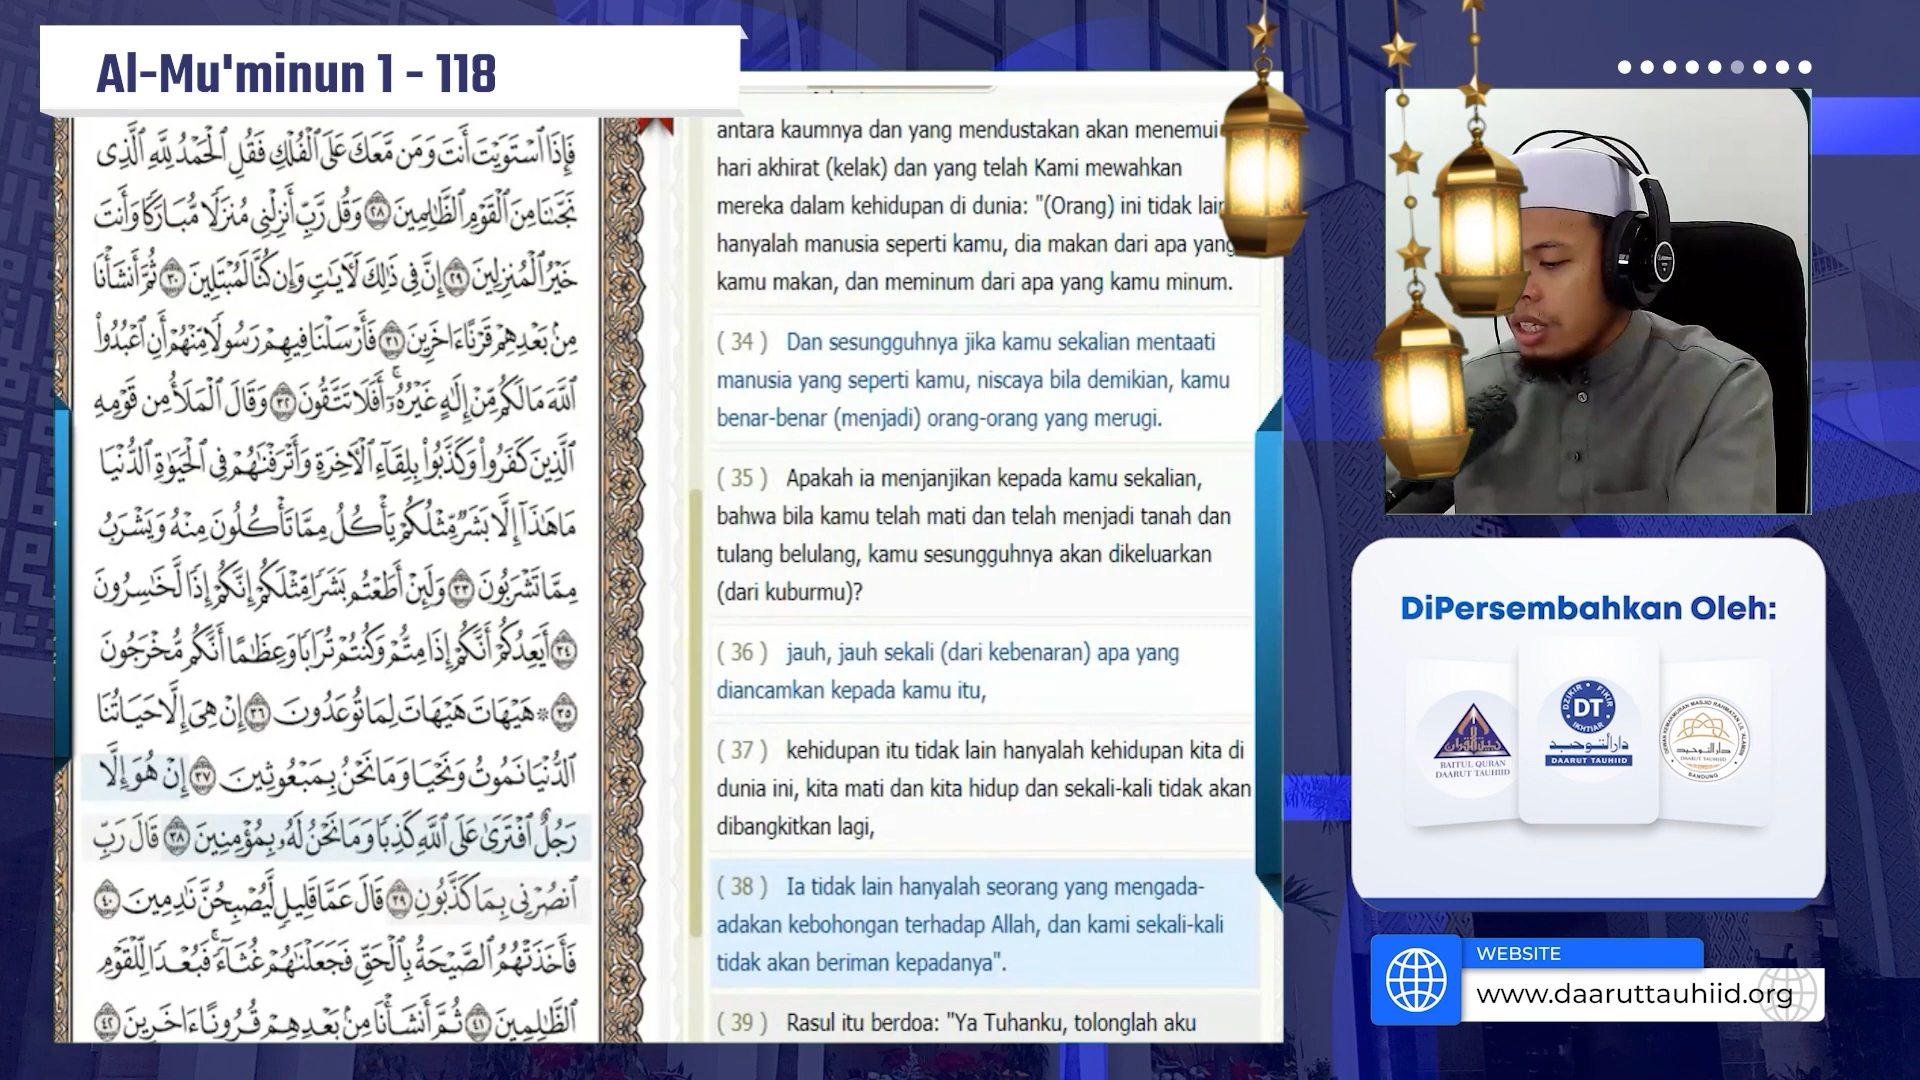 Al-Mu'minun 1 - 118
فَإِذَا ٱسْتَوَيْتَ أَنتَ وَمَن مَّعَكَ عَلَى ٱلْفُلْكِ فَقُلِ ٱلْحَمْدُ لِلَّهِ ٱلَّذِى
نَجَّىٰنَا مِنَ ٱلْقَوْمِ ٱلظَّٰلِمِينَ ٢٨ وَقُل رَّبِّ أَنزِلْنِى مُنزَلًا مُّبَارَكًا وَأَنتَ
خَيْرُ ٱلْمُنزِلِينَ ٢٩ إِنَّ فِى ذَٰلِكَ لَءَايَٰتٍ وَإِن كُنَّا لَمُبْتَلِينَ ٣٠ ثُمَّ أَنشَأْنَا
مِنۢ بَعْدِهِمْ قَرْنًا ءَاخَرِينَ ٣١ فَأَرْسَلْنَا فِيهِمْ رَسُولًا مِّنْهُمْ أَنِ ٱعْبُدُوا۟
ٱللَّهَ مَا لَكُم مِّنْ إِلَٰهٍ غَيْرُهُۥٓ ۚ أَفَلَا تَتَّقُونَ ٣٢ وَقَالَ ٱلْمَلَأُ مِن قَوْمِهِ
ٱلَّذِينَ كَفَرُوا۟ وَكَذَّبُوا۟ بِلِقَآءِ ٱلْءَاخِرَةِ وَأَتْرَفْنَٰهُمْ فِى ٱلْحَيَوٰةِ ٱلدُّنْيَا
مَا هَٰذَآ إِلَّا بَشَرٌ مِّثْلُكُمْ يَأْكُلُ مِمَّا تَأْكُلُونَ مِنْهُ وَيَشْرَبُ
مِمَّا تَشْرَبُونَ ٣٣ وَلَئِنْ أَطَعْتُم بَشَرًا مِّثْلَكُمْ إِنَّكُمْ إِذًا لَّخَٰسِرُونَ
٣٤ أَيَعِدُكُمْ أَنَّكُمْ إِذَا مِتُّمْ وَكُنتُمْ تُرَابًا وَعِظَٰمًا أَنَّكُم مُّخْرَجُونَ
٣٥ ۞ هَيْهَاتَ هَيْهَاتَ لِمَا تُوعَدُونَ ٣٦ إِنْ هِىَ إِلَّا حَيَاتُنَا
ٱلدُّنْيَا نَمُوتُ وَنَحْيَا وَمَا نَحْنُ بِمَبْعُوثِينَ ٣٧ إِنْ هُوَ إِلَّا
رَجُلٌ ٱفْتَرَىٰ عَلَى ٱللَّهِ كَذِبًا وَمَا نَحْنُ لَهُۥ بِمُؤْمِنِينَ ٣٨ قَالَ رَبِّ
ٱنصُرْنِى بِمَا كَذَّبُونِ ٣٩ قَالَ عَمَّا قَلِيلٍ لَّيُصْبِحُنَّ نَٰدِمِينَ ٤٠
فَأَخَذَتْهُمُ ٱلصَّيْحَةُ بِٱلْحَقِّ فَجَعَلْنَٰهُمْ غُثَآءً ۚ فَبُعْدًا لِّلْقَوْمِ
ٱلظَّٰلِمِينَ ٤١ ثُمَّ أَنشَأْنَا مِنۢ بَعْدِهِمْ قُرُونًا ءَاخَرِينَ ٤٢
antara kaumnya dan yang mendustakan akan menemui
hari akhirat (kelak) dan yang telah Kami mewahkan
mereka dalam kehidupan di dunia: "(Orang) ini tidak lain
hanyalah manusia seperti kamu, dia makan dari apa yang
kamu makan, dan meminum dari apa yang kamu minum.
( 34 ) Dan sesungguhnya jika kamu sekalian mentaati
manusia yang seperti kamu, niscaya bila demikian, kamu
benar-benar (menjadi) orang-orang yang merugi.
( 35 ) Apakah ia menjanjikan kepada kamu sekalian,
bahwa bila kamu telah mati dan telah menjadi tanah dan
tulang belulang, kamu sesungguhnya akan dikeluarkan
(dari kuburmu)?
( 36 ) jauh, jauh sekali (dari kebenaran) apa yang
diancamkan kepada kamu itu,
( 37 ) kehidupan itu tidak lain hanyalah kehidupan kita di
dunia ini, kita mati dan kita hidup dan sekali-kali tidak akan
dibangkitkan lagi,
( 38 ) Ia tidak lain hanyalah seorang yang mengada-
adakan kebohongan terhadap Allah, dan kami sekali-kali
tidak akan beriman kepadanya".
( 39 ) Rasul itu berdoa: "Ya Tuhanku, tolonglah aku
DiPersembahkan Oleh:
BAITUL QURAN
DAARUT TAUHIID
DZIKIR • FIKIR
DT
IKHTIAR
دارالتوحيد
DAARUT TAUHIID
DAARUT TAUHIID
BANDUNG
WEBSITE
www.daaruttauhiid.org